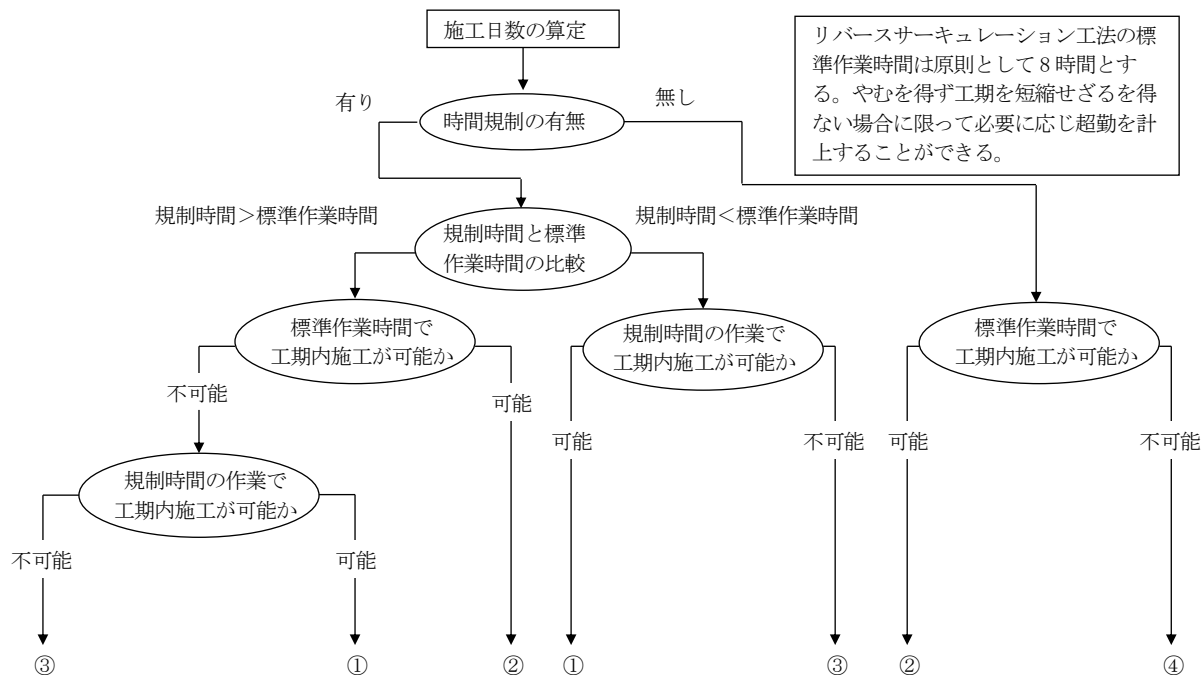 施工日数の算定
リバースサーキュレーション工法の標
準作業時間は原則として8時間とす
る。やむを得ず工期を短縮せざるを得
ない場合に限って必要に応じ超勤を計
上することができる。
有り
無し
時間規制の有無
規制時間＞標準作業時間
規制時間＜標準作業時間
規制時間と標準
作業時間の比較
標準作業時間で
工期内施工が可能か
規制時間の作業で
工期内施工が可能か
標準作業時間で
工期内施工が可能か
不可能
可能
可能
不可能
可能
不可能
規制時間の作業で
工期内施工が可能か
不可能
可能
③
①
②
①
③
②
④